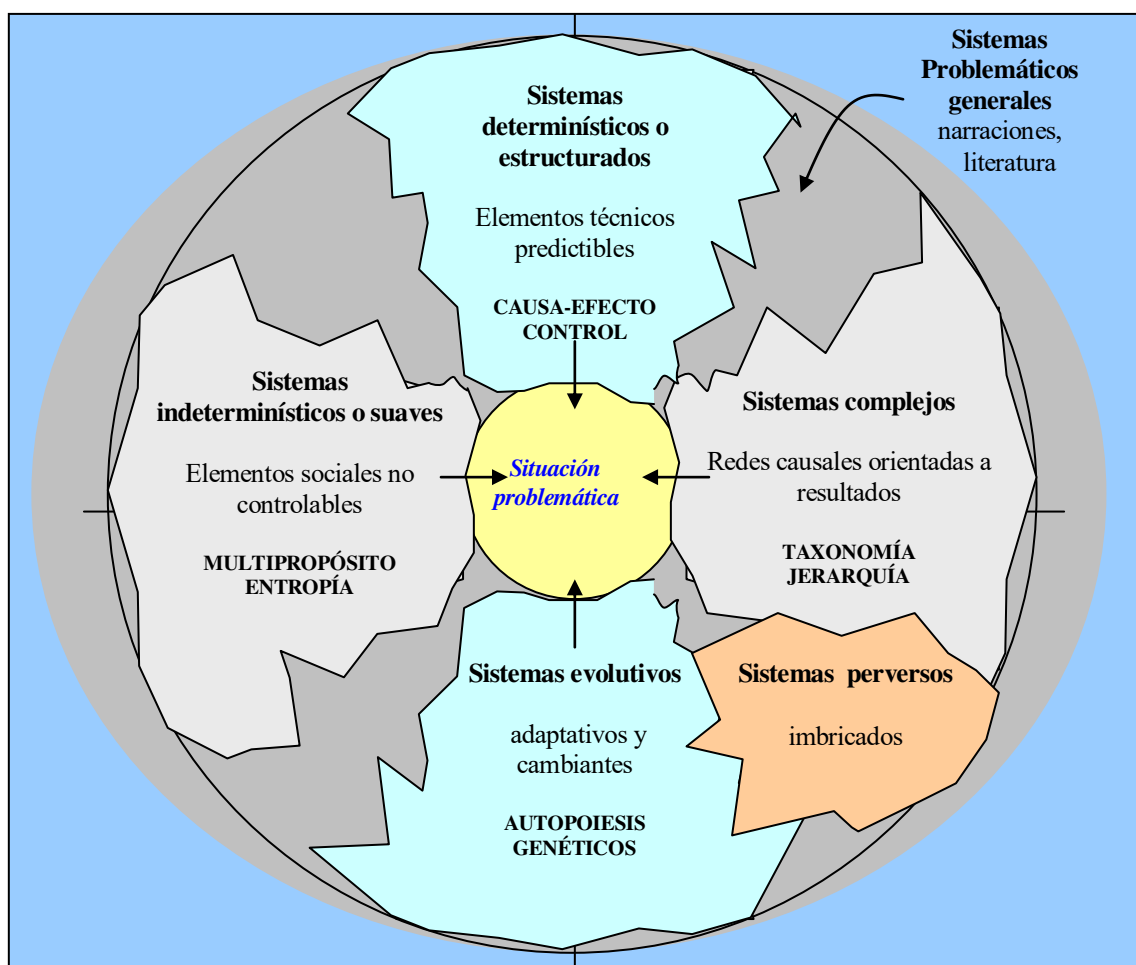 Sistemas
Problemáticos
generales
narraciones,
literatura
Sistemas
determinísticos o
estructurados
Elementos técnicos
predictibles
CAUSA-EFECTO
CONTROL
Sistemas
indeterminísticos o suaves
Elementos sociales no
controlables
MULTIPROPÓSITO
ENTROPÍA
Situación
problemática
Sistemas complejos
Redes causales orientadas a
resultados
TAXONOMÍA
JERARQUÍA
Sistemas evolutivos
adaptativos y
cambiantes
AUTOPOIESIS
GENÉTICOS
Sistemas perversos
imbricados